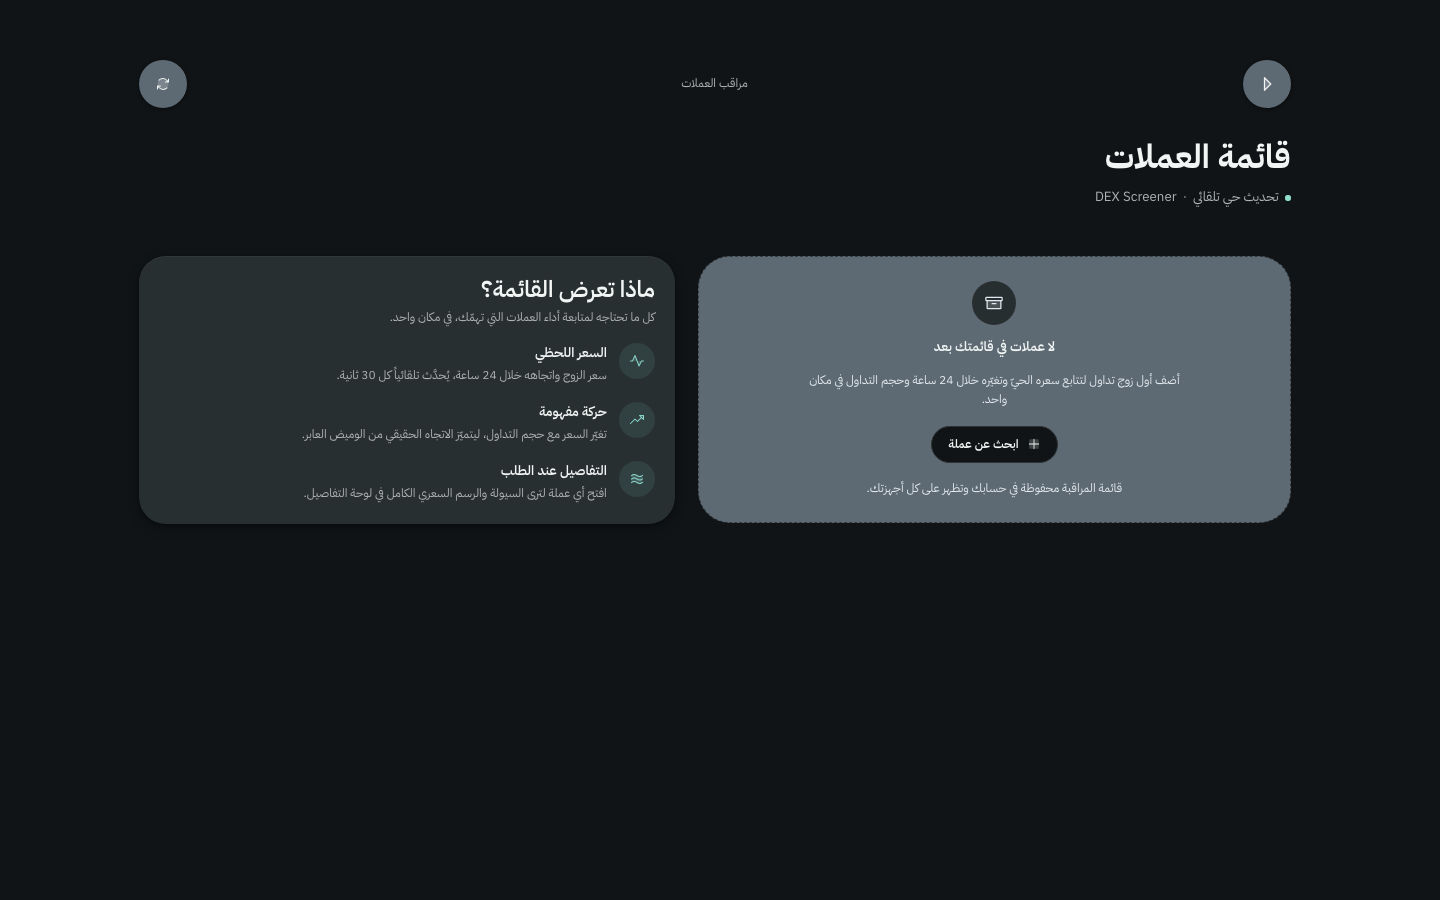 مراقب العملات
قائمة العملات
تحديث حي تلقائي · DEX Screener
لا عملات في قائمتك بعد
أضف أول زوج تداول لتتابع سعره الحيّ وتغيّره خلال 24 ساعة وحجم التداول في مكان
واحد.
ابحث عن عملة
قائمة المراقبة محفوظة في حسابك وتظهر على كل أجهزتك.
ماذا تعرض القائمة؟
كل ما تحتاجه لمتابعة أداء العملات التي تهمّك، في مكان واحد.
السعر اللحظي
سعر الزوج واتجاهه خلال 24 ساعة، يُحدَّث تلقائياً كل 30 ثانية.
حركة مفهومة
تغيّر السعر مع حجم التداول، ليتميّز الاتجاه الحقيقي من الوميض العابر.
التفاصيل عند الطلب
افتح أي عملة لترى السيولة والرسم السعري الكامل في لوحة التفاصيل.